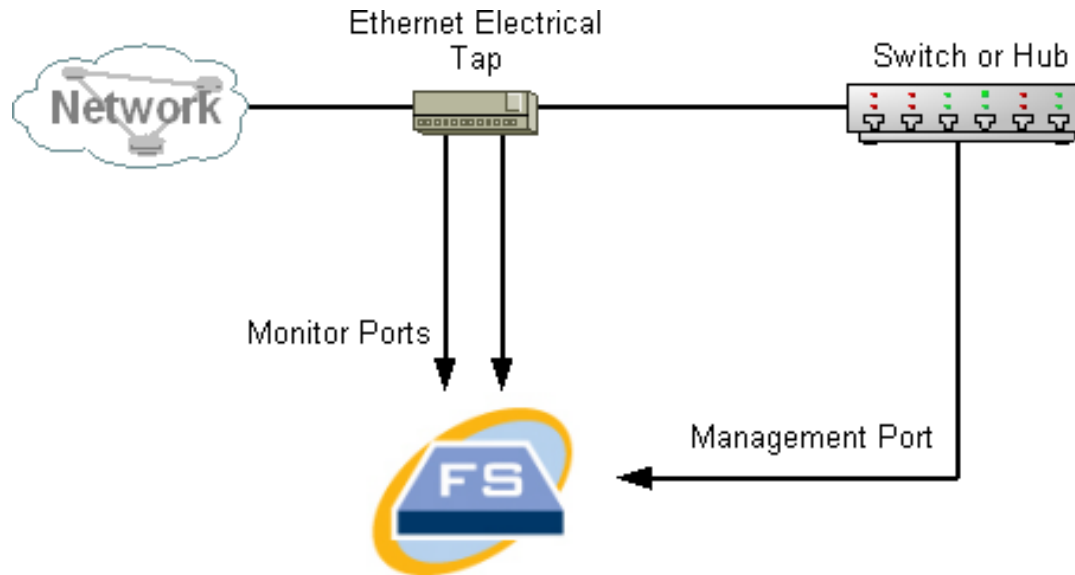 Ethernet Electrical
Tap
Switch or Hub
Network
Monitor Ports
Management Port
FS